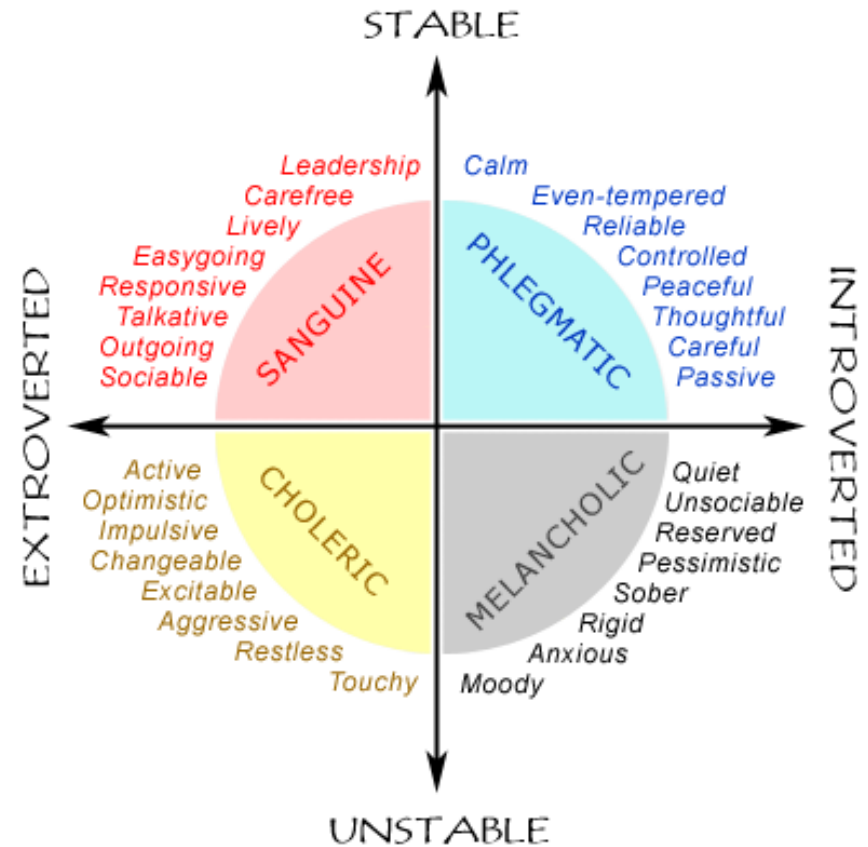 STABLE
Leadership
Carefree
Lively
Easygoing
Responsive
Talkative
Outgoing
Sociable
SANGUINE
Calm
Even-tempered
Reliable
Controlled
Peaceful
Thoughtful
Careful
Passive
PHLEGMATIC
EXTROVERTED
INTROVERTED
Active
Optimistic
Impulsive
Changeable
Excitable
Aggressive
Restless
Touchy
CHOLERIC
Quiet
Unsociable
Reserved
Pessimistic
Sober
Rigid
Anxious
Moody
MELANCHOLIC
UNSTABLE